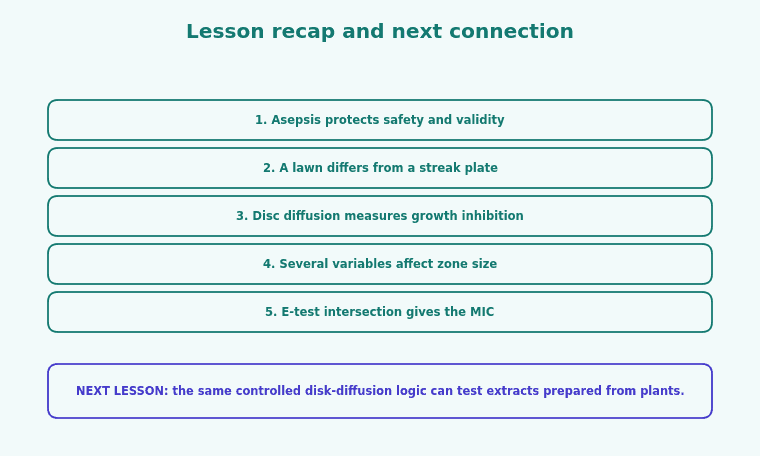 Lesson recap and next connection
1. Asepsis protects safety and validity
2. A lawn differs from a streak plate
3. Disc diffusion measures growth inhibition
4. Several variables affect zone size
5. E-test intersection gives the MIC
NEXT LESSON: the same controlled disk-diffusion logic can test extracts prepared from plants.